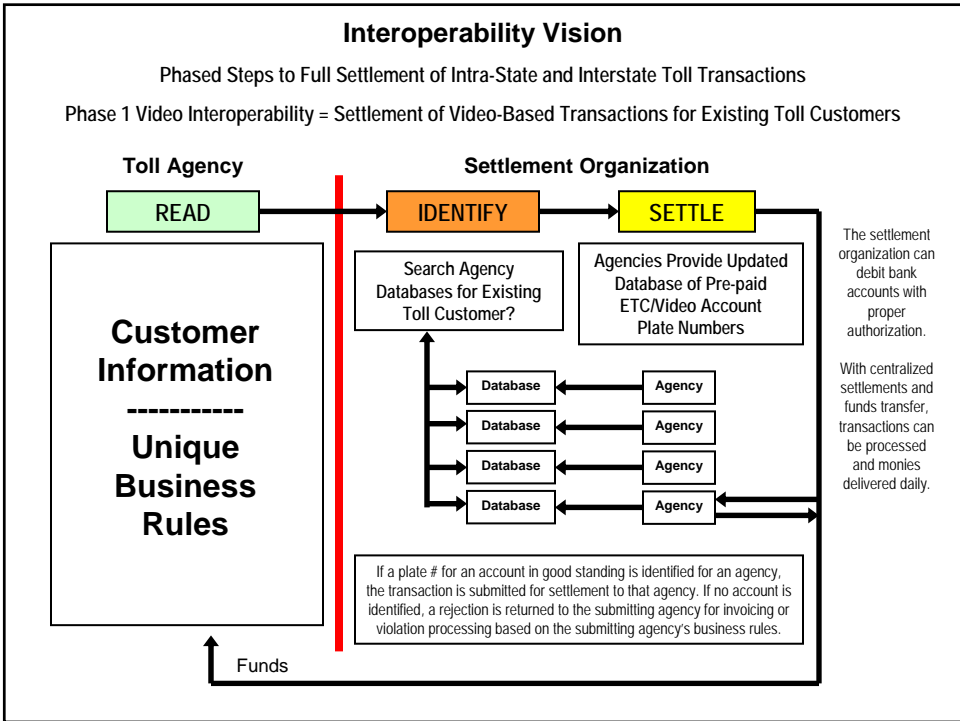 Interoperability Vision
Phased Steps to Full Settlement of Intra-State and Interstate Toll Transactions
Phase 1 Video Interoperability = Settlement of Video-Based Transactions for Existing Toll Customers
Toll Agency
Settlement Organization
READ
IDENTIFY
SETTLE
Customer
Information
-----------
Unique
Business
Rules
Search Agency
Databases for Existing
Toll Customer?
Agencies Provide Updated
Database of Pre-paid
ETC/Video Account
Plate Numbers
The settlement
organization can
debit bank
accounts with
proper
authorization.
With centralized
settlements and
funds transfer,
transactions can
be processed
and monies
delivered daily.
Database
Agency
Database
Agency
Database
Agency
Database
Agency
If a plate # for an account in good standing is identified for an agency,
the transaction is submitted for settlement to that agency. If no account is
identified, a rejection is returned to the submitting agency for invoicing or
violation processing based on the submitting agency's business rules.
Funds